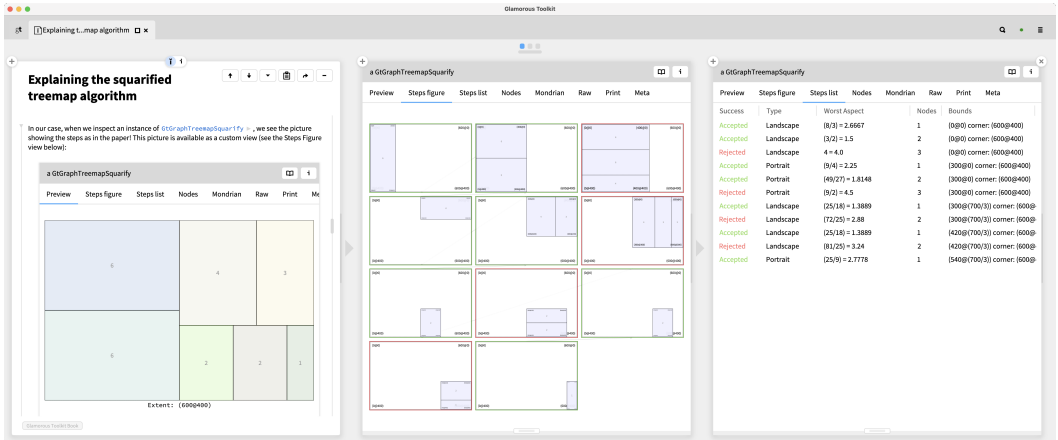 Glamorous Toolkit
Explaining t...map algorithm
Explaining the squarified
treemap algorithm
In our case, when we inspect an instance of GtGraphTreemapSquarify, we see the picture
showing the steps as in the paper! This picture is available as a custom view (see the Steps Figure
view below):
a GtGraphTreemapSquarify
Preview Steps figure Steps list Nodes Mondrian Raw Print Me
6
4
3
6
2
2
1
Extent: (600@400)
Glamorous Toolkit Book
a GtGraphTreemapSquarify
Preview Steps figure Steps list Nodes Mondrian Raw Print Meta
a GtGraphTreemapSquarify
Preview Steps figure Steps list Nodes Mondrian Raw Print Meta
Success Type Worst Aspect Nodes Bounds
Accepted Landscape (8/3) = 2.6667 1 (0@0) corner: (600@400)
Accepted Landscape (3/2) = 1.5 2 (0@0) corner: (600@400)
Rejected Landscape 4 = 4.0 3 (0@0) corner: (600@400)
Accepted Portrait (9/4) = 2.25 1 (300@0) corner: (600@400)
Accepted Portrait (49/27) = 1.8148 2 (300@0) corner: (600@400)
Rejected Portrait (9/2) = 4.5 3 (300@0) corner: (600@400)
Accepted Landscape (25/18) = 1.3889 1 (300@(700/3)) corner: (600@
Rejected Landscape (72/25) = 2.88 2 (300@(700/3)) corner: (600@
Accepted Landscape (25/18) = 1.3889 1 (420@(700/3)) corner: (600@
Rejected Landscape (81/25) = 3.24 2 (420@(700/3)) corner: (600@
Accepted Portrait (25/9) = 2.7778 1 (540@(700/3)) corner: (600@